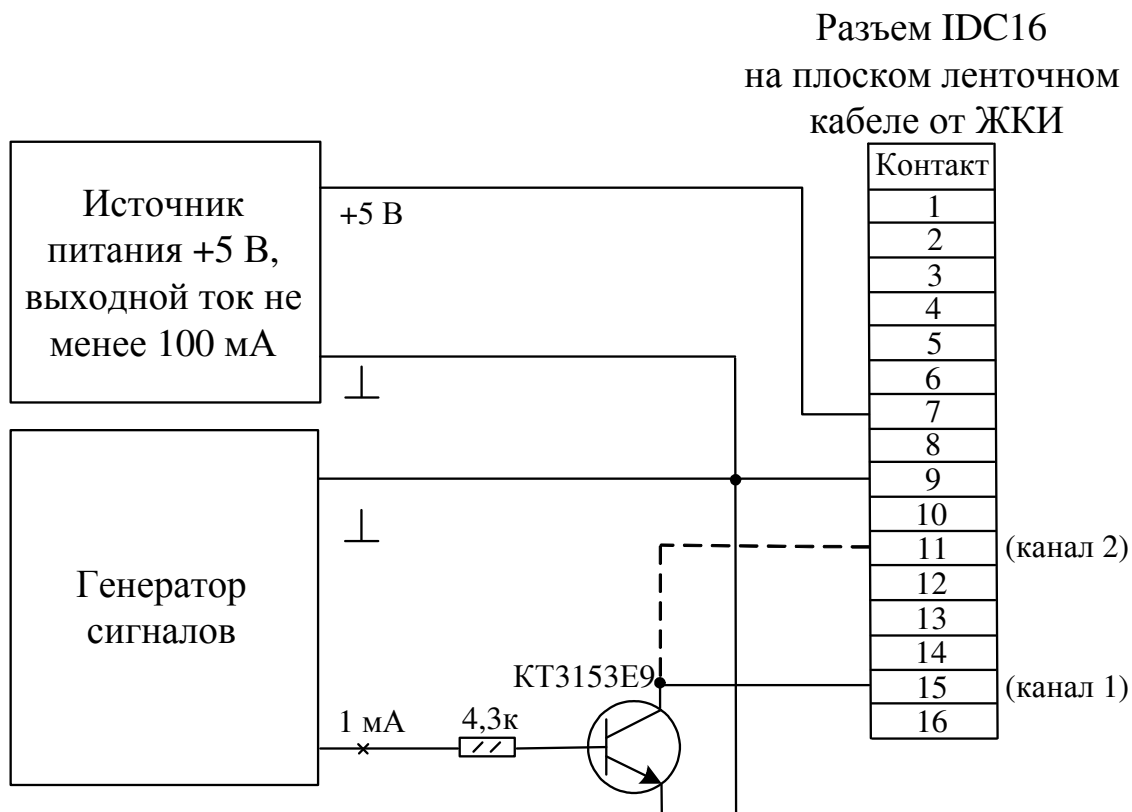 Разъем IDC16
на плоском ленточном
кабеле от ЖКИ
Контакт
1
2
3
4
5
6
7
8
9
10
11
12
13
14
15
16
(канал 2)
(канал 1)
Источник
питания +5 В,
выходной ток не
менее 100 мА
+5 В
Генератор
сигналов
КТ3153Е9
1 мА
4,3к